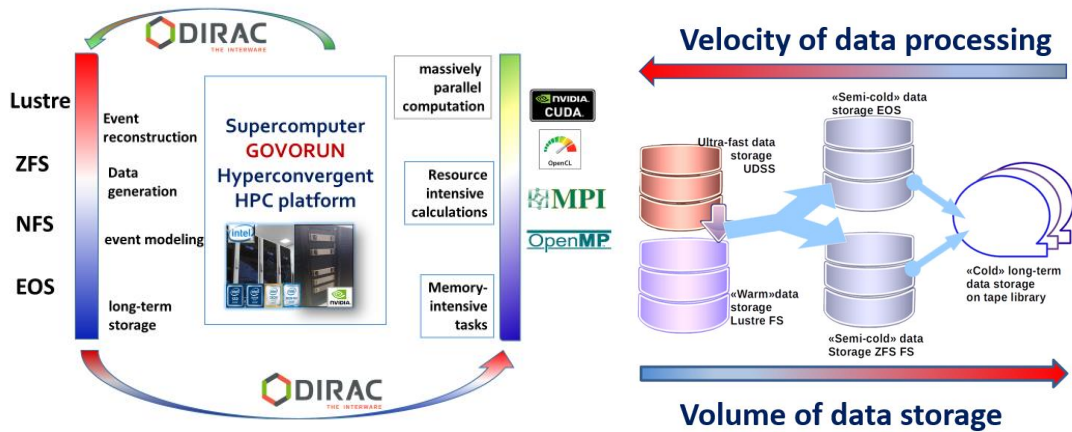 DIRAC
THE INTERWARE
Lustre
ZFS
NFS
EOS
Event
reconstruction
Data
generation
event modeling
long-term
storage
Supercomputer
GOVORUN
Hyperconvergent
HPC platform
intel
NVIDIA.
massively
parallel
computation
Resource
intensive
calculations
Memory-
intensive
tasks
NVIDIA.
CUDA.
OpenCL
MPI
OpenMP
DIRAC
THE INTERWARE
Velocity of data processing
«Semi-cold» data
storage EOS
Ultra-fast data
storage
UDSS
«Warm»data
storage
Lustre FS
«Semi-cold» data
Storage ZFS FS
«Cold» long-term
data storage
on tape library
Volume of data storage